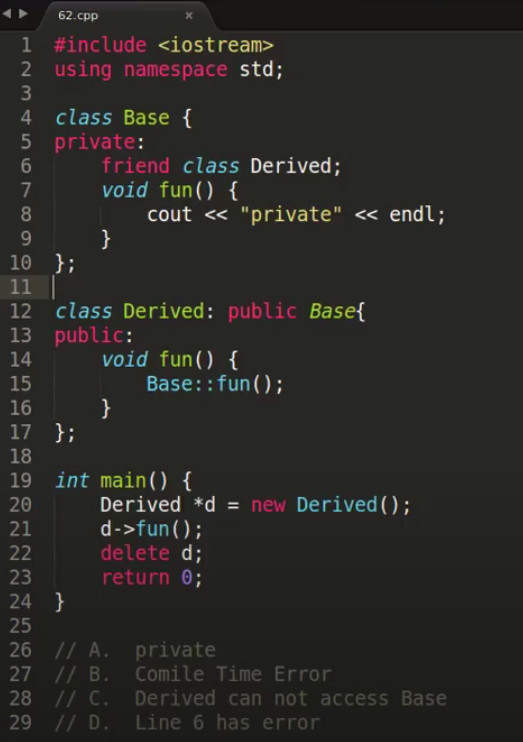 62.cpp
1 #include <iostream>
2 using namespace std;
3
4 class Base {
5 private:
6     friend class Derived;
7     void fun() {
8         cout << "private" << endl;
9     }
10 };
11
12 class Derived: public Base{
13 public:
14     void fun() {
15         Base::fun();
16     }
17 };
18
19 int main() {
20     Derived *d = new Derived();
21     d->fun();
22     delete d;
23     return 0;
24 }
25
26 // A.  private
27 // B.  Comile Time Error
28 // C.  Derived can not access Base
29 // D.  Line 6 has error